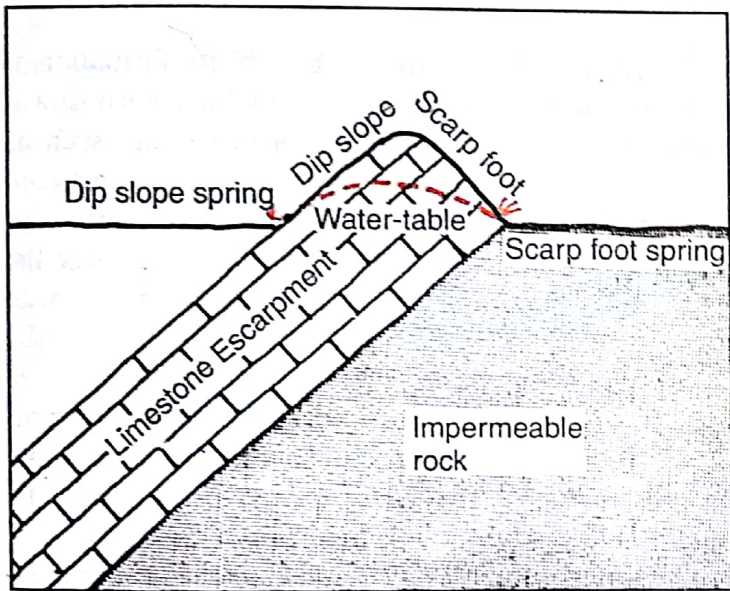 Dip slope
Scarp foot
Dip slope spring
Water-table
Scarp foot spring
Limestone Escarpment
Impermeable
rock